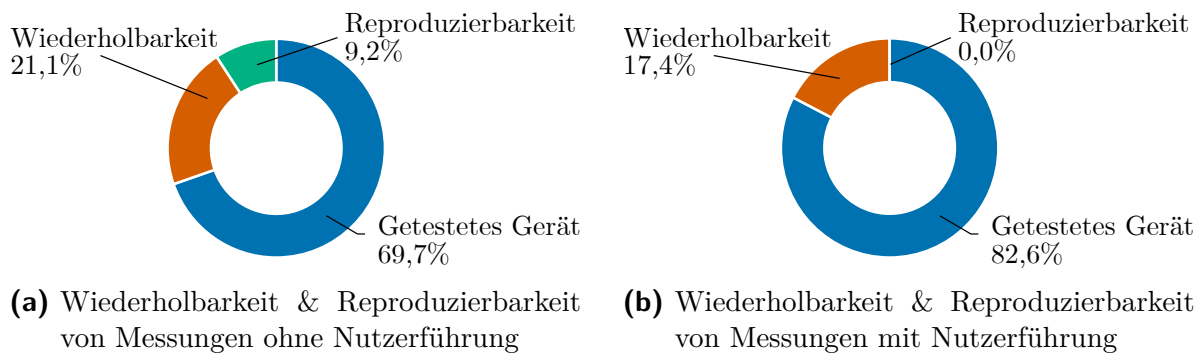 Wiederholbarkeit
21,1%
Reproduzierbarkeit
9,2%
Getestetes Gerät
69,7%
(a) Wiederholbarkeit & Reproduzierbarkeit
von Messungen ohne Nutzerführung
Wiederholbarkeit
17,4%
Reproduzierbarkeit
0,0%
Getestetes Gerät
82,6%
(b) Wiederholbarkeit & Reproduzierbarkeit
von Messungen mit Nutzerführung